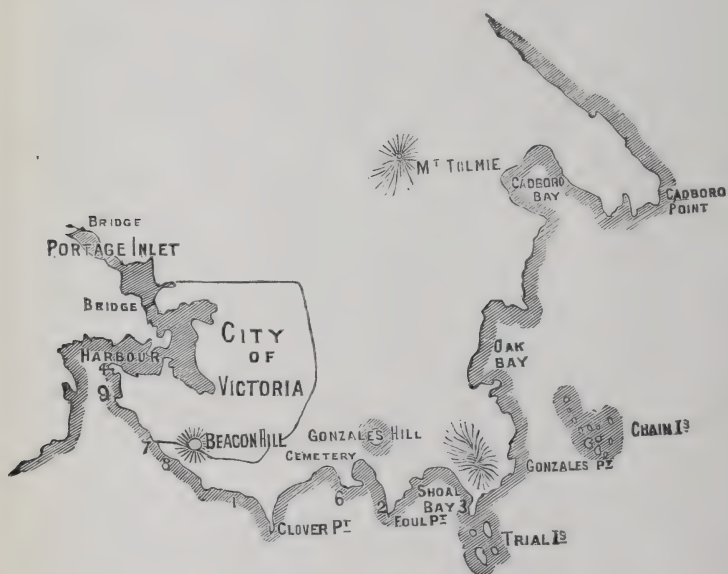 MT TOLMIE
CADBORO
BAY
CADBORO
POINT
BRIDGE
PORTAGE INLET
BRIDGE
CITY
OF
VICTORIA
HARBOUR
4
9
OAK
BAY
7
8
BEACON HILL
GONZALES HILL
CEMETERY
CHAIN IS
GONZALES PT
1
6
2
SHOAL
BAY 3
CLOVER PT
FOUL PT
TRIAL IS